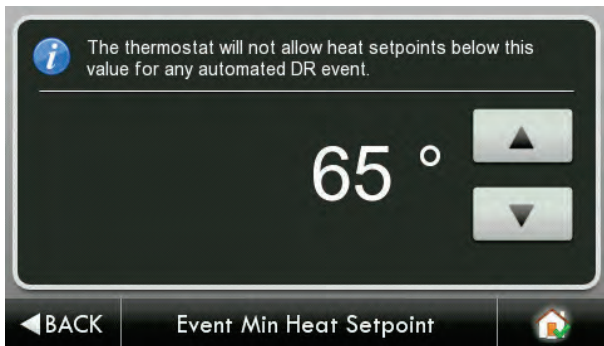 The thermostat will not allow heat setpoints below this
value for any automated DR event.
65 °
BACK
Event Min Heat Setpoint